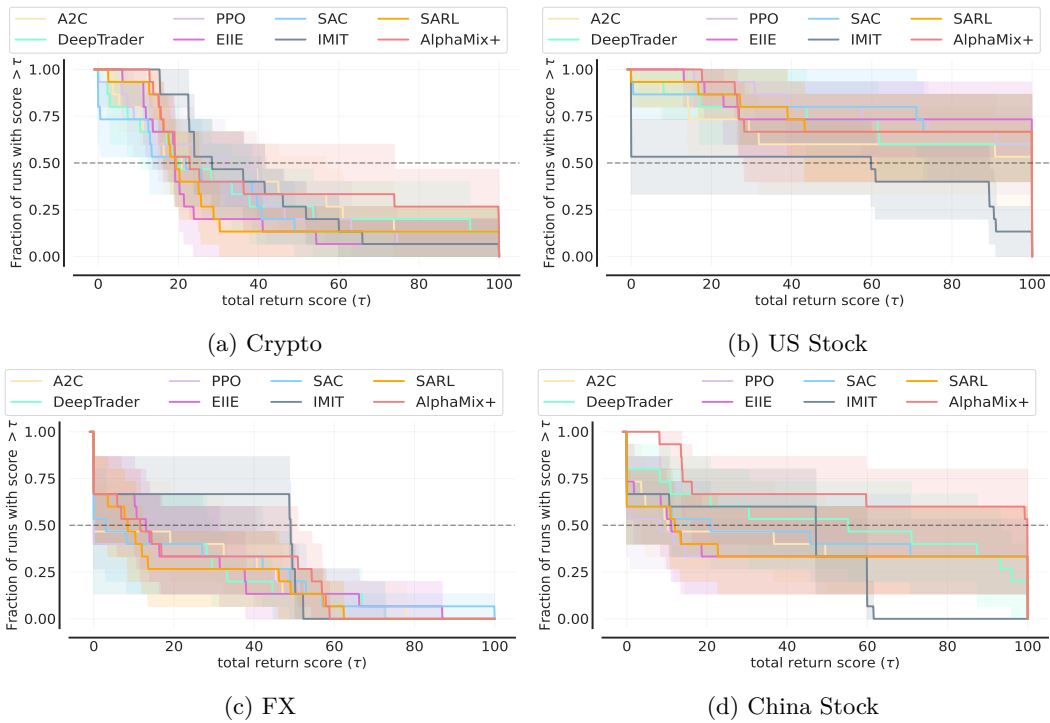 A2C PPO SAC SARL
DeepTrader EIIE IMIT AlphaMix+
Fraction of runs with score > τ
1.00
0.75
0.50
0.25
0.00
0 20 40 60 80 100
total return score (τ)
(a) Crypto
A2C PPO SAC SARL
DeepTrader EIIE IMIT AlphaMix+
Fraction of runs with score > τ
1.00
0.75
0.50
0.25
0.00
0 20 40 60 80 100
total return score (τ)
(b) US Stock
A2C PPO SAC SARL
DeepTrader EIIE IMIT AlphaMix+
Fraction of runs with score > τ
1.00
0.75
0.50
0.25
0.00
0 20 40 60 80 100
total return score (τ)
(c) FX
A2C PPO SAC SARL
DeepTrader EIIE IMIT AlphaMix+
Fraction of runs with score > τ
1.00
0.75
0.50
0.25
0.00
0 20 40 60 80 100
total return score (τ)
(d) China Stock